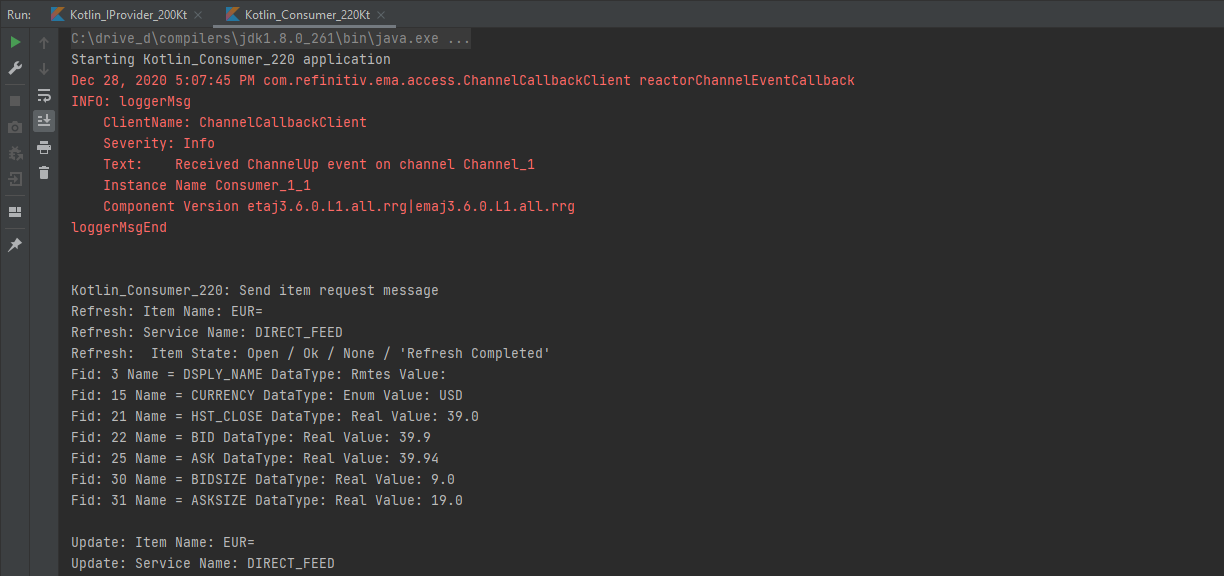 Run: Kotlin_IProvider_200Kt Kotlin_Consumer_220Kt
C:\drive_d\compilers\jdk1.8.0_261\bin\java.exe ...
Starting Kotlin_Consumer_220 application
Dec 28, 2020 5:07:45 PM com.refinitiv.ema.access.ChannelCallbackClient reactorChannelEventCallback
INFO: loggerMsg
    ClientName: ChannelCallbackClient
    Severity: Info
    Text:    Received ChannelUp event on channel Channel_1
    Instance Name Consumer_1_1
    Component Version etaj3.6.0.L1.all.rrg|emaj3.6.0.L1.all.rrg
loggerMsgEnd
Kotlin_Consumer_220: Send item request message
Refresh: Item Name: EUR=
Refresh: Service Name: DIRECT_FEED
Refresh:  Item State: Open / Ok / None / 'Refresh Completed'
Fid: 3 Name = DSPLY_NAME DataType: Rmtes Value:
Fid: 15 Name = CURRENCY DataType: Enum Value: USD
Fid: 21 Name = HST_CLOSE DataType: Real Value: 39.0
Fid: 22 Name = BID DataType: Real Value: 39.9
Fid: 25 Name = ASK DataType: Real Value: 39.94
Fid: 30 Name = BIDSIZE DataType: Real Value: 9.0
Fid: 31 Name = ASKSIZE DataType: Real Value: 19.0
Update: Item Name: EUR=
Update: Service Name: DIRECT_FEED